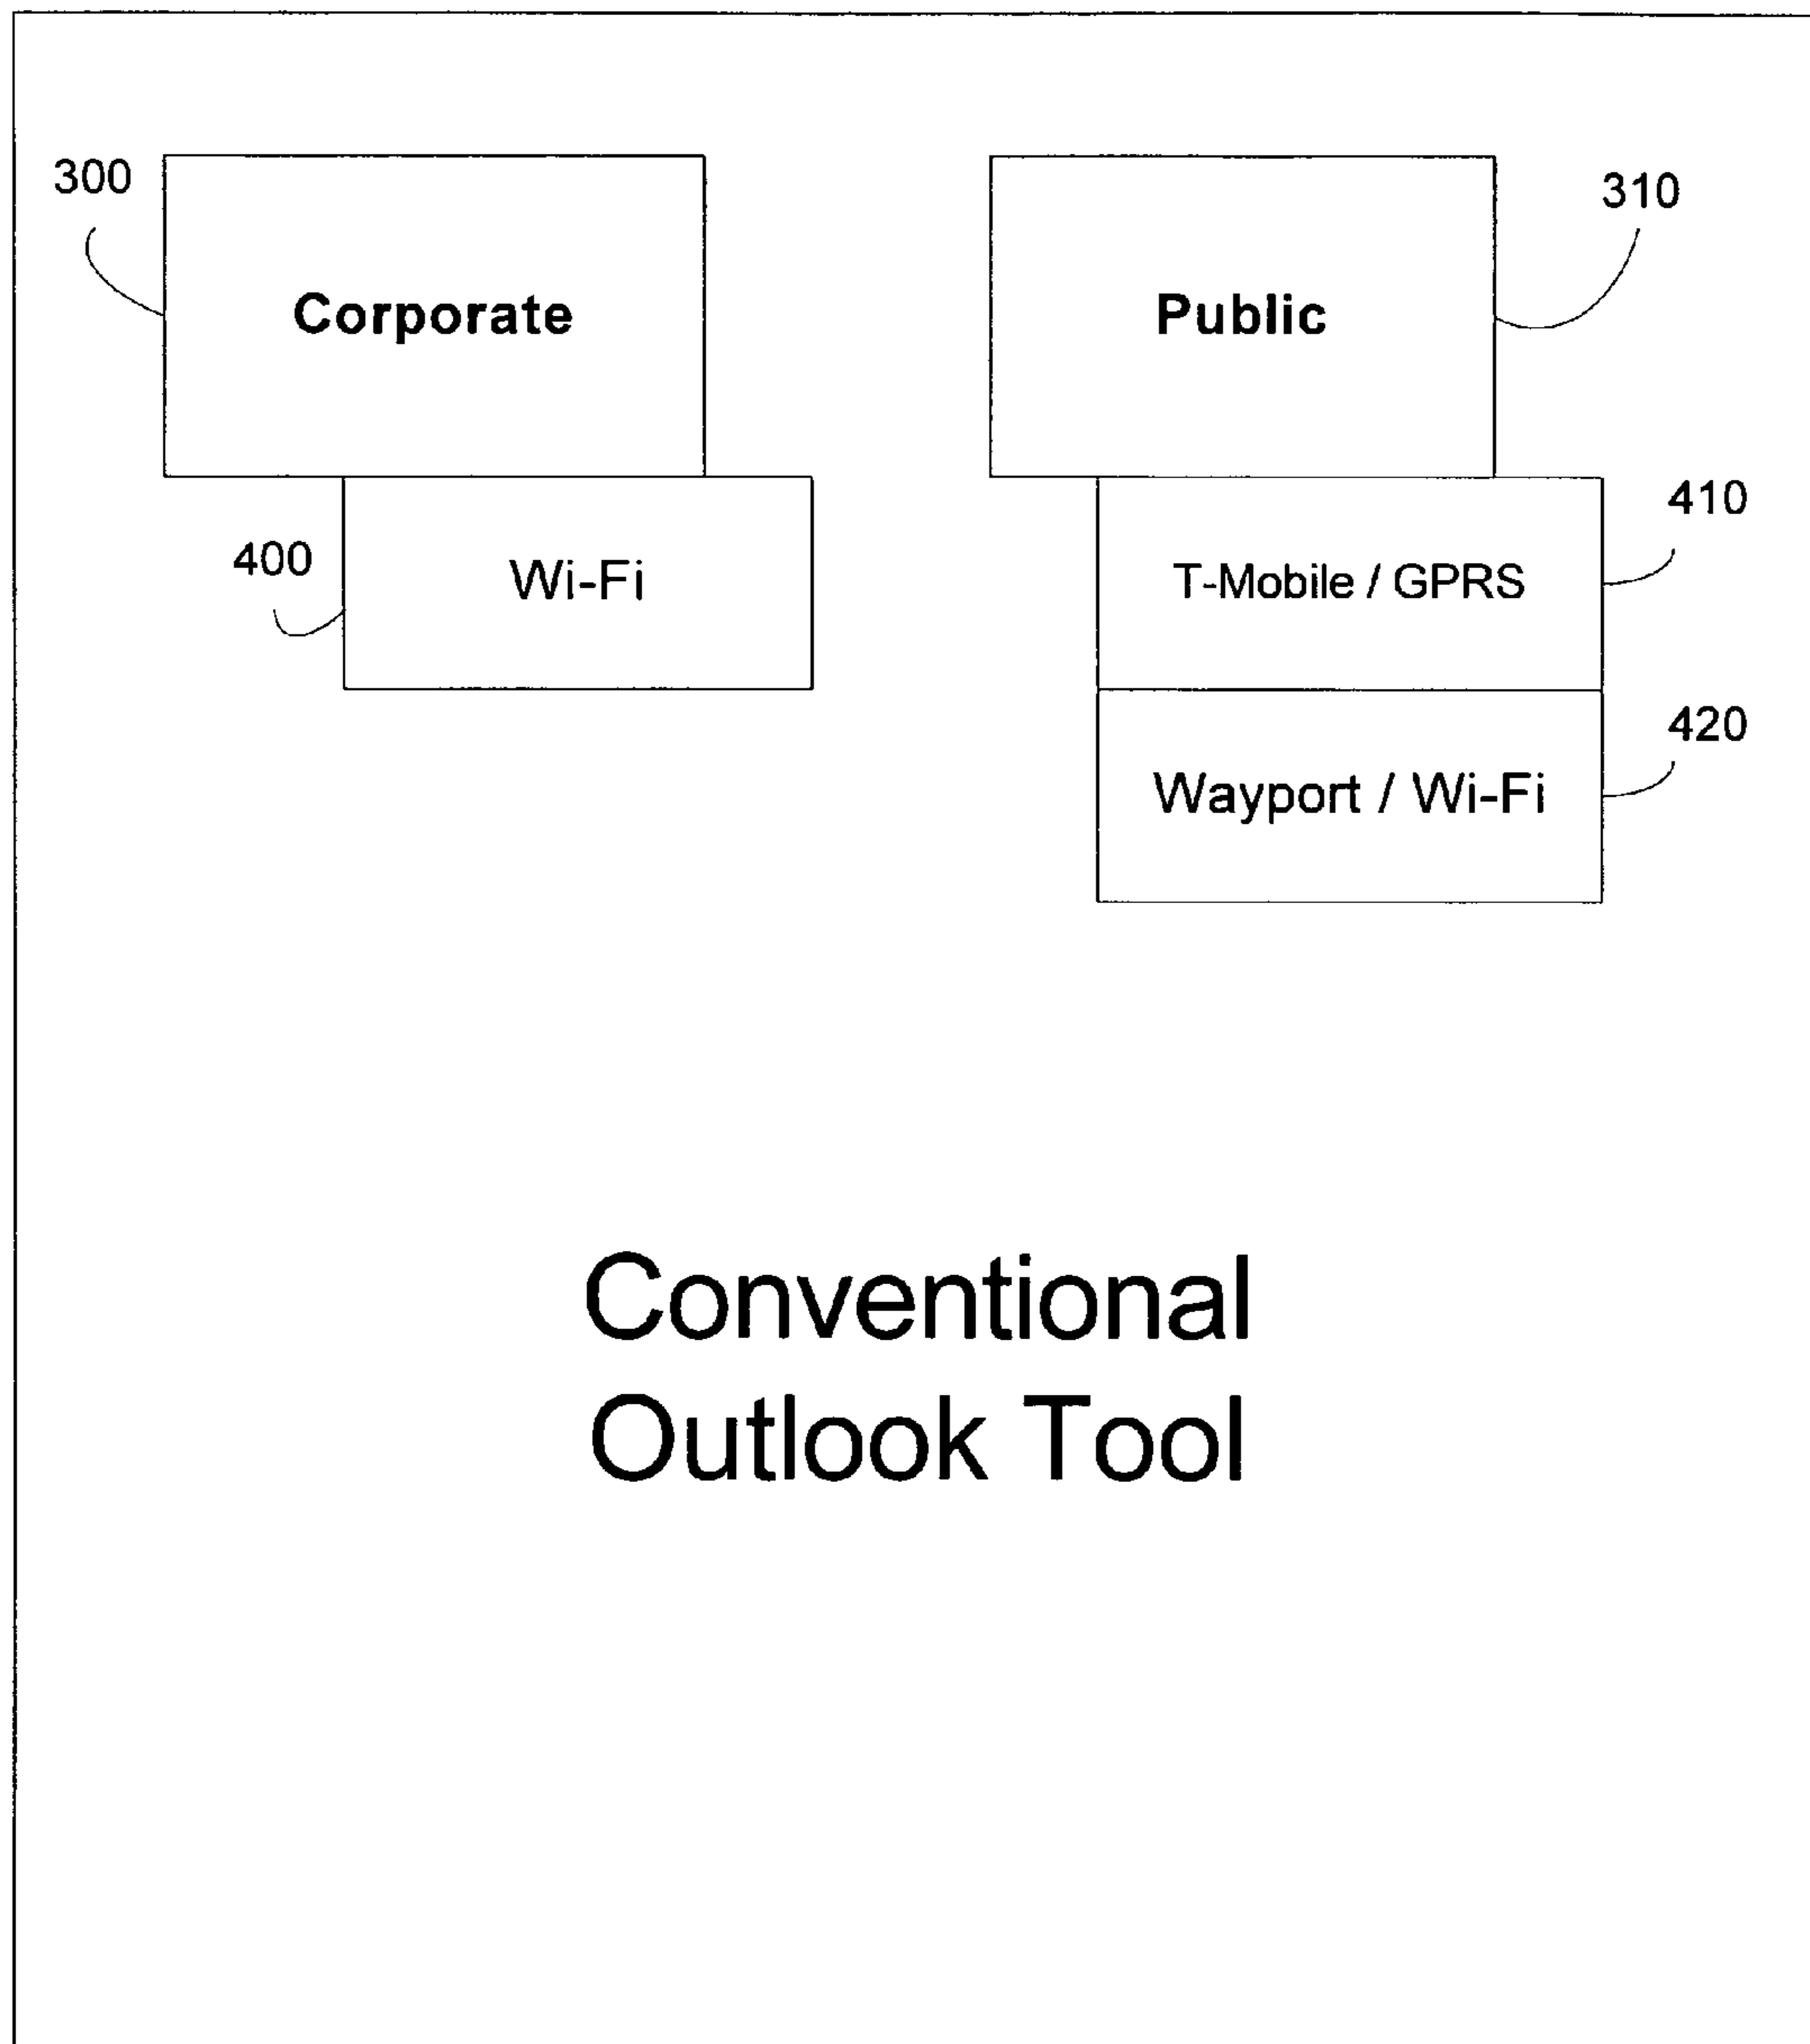 300
Corporate
Public
310
400
Wi-Fi
T-Mobile / GPRS
410
Wayport / Wi-Fi
420
Conventional
Outlook Tool